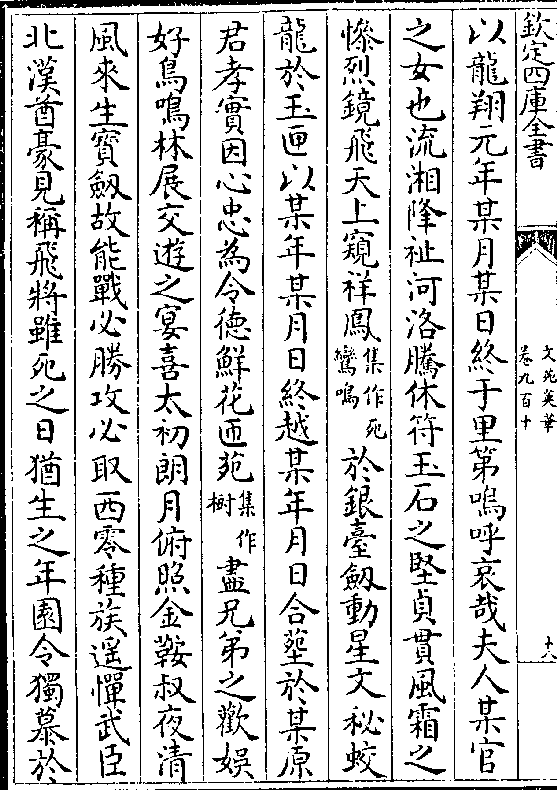 欽定四庫全書
文苑英華
卷九百十
十八
以龍翔元年某月某日終于里第嗚呼哀哉夫人某官
之女也流湘降祉河洛騰休符玉石之堅貞貫風霜之
慘烈鏡飛天上窺祥鳳集作死鸞鳴於銀臺劔動星文秘蛟
龍於玉匣以某年某月日終越某年月日合塟於某原
君孝實因心忠為令徳鮮花匝苑集作樹盡兄弟之歡娱
好鳥鳴林展交遊之宴喜太初朗月俯照金鞍叔夜清
風來生寳劔故能戰必勝攻必取西零種族遥憚武臣
北漢酋豪見稱飛將雖死之日猶生之年園令獨慕於